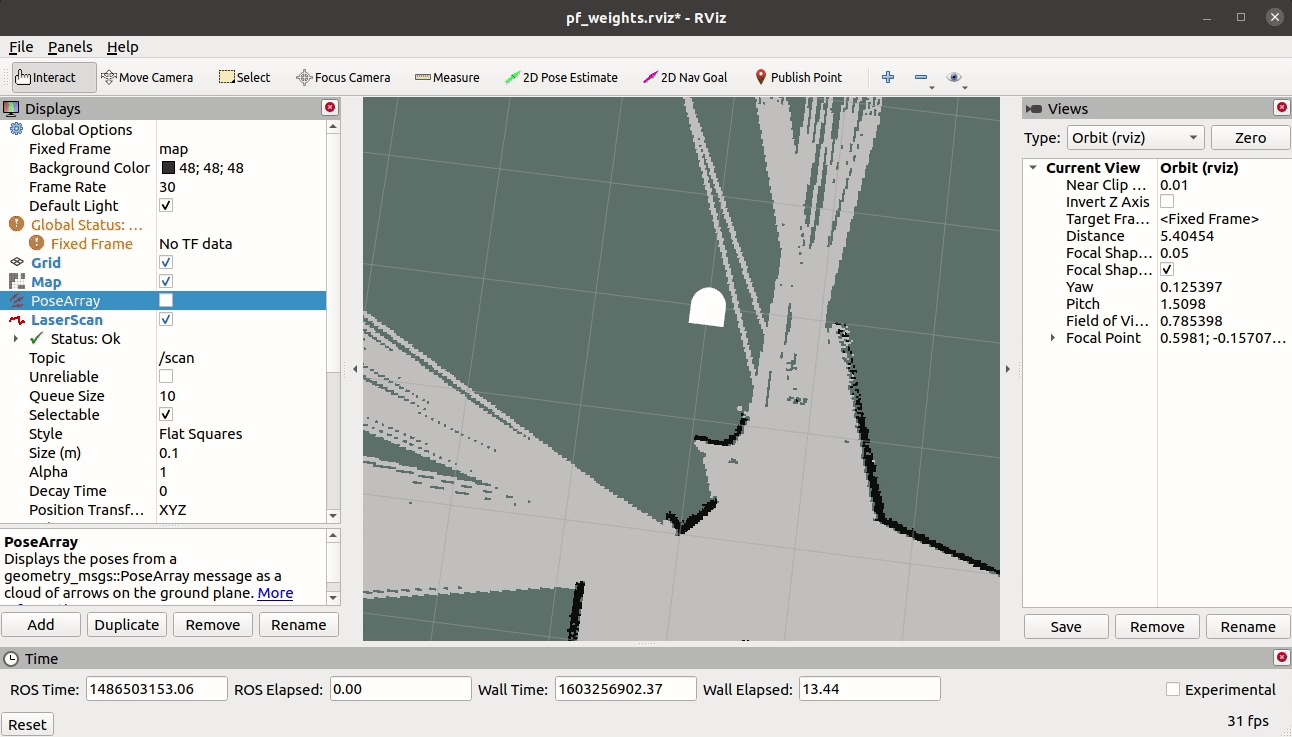 pf_weights.rviz* - RViz
File Panels Help
Interact Move Camera Select Focus Camera Measure 2D Pose Estimate 2D Nav Goal Publish Point
Displays
Global Options
Fixed Frame map
Background Color 48; 48; 48
Frame Rate 30
Default Light
Global Status: ...
Fixed Frame No TF data
Grid
Map
PoseArray
LaserScan
Status: Ok
Topic /scan
Unreliable
Queue Size 10
Selectable
Style Flat Squares
Size (m) 0.1
Alpha 1
Decay Time 0
Position Transf... XYZ
PoseArray
Displays the poses from a
geometry_msgs::PoseArray message as a
cloud of arrows on the ground plane. More
Add Duplicate Remove Rename
Views
Type: Orbit (rviz) Zero
Current View Orbit (rviz)
Near Clip ... 0.01
Invert Z Axis
Target Fra... <Fixed Frame>
Distance 5.40454
Focal Shap... 0.05
Focal Shap...
Yaw 0.125397
Pitch 1.5098
Field of Vi... 0.785398
Focal Point 0.5981; -0.15707...
Save Remove Rename
Time
ROS Time: 1486503153.06 ROS Elapsed: 0.00 Wall Time: 1603256902.37 Wall Elapsed: 13.44 Experimental
Reset 31 fps